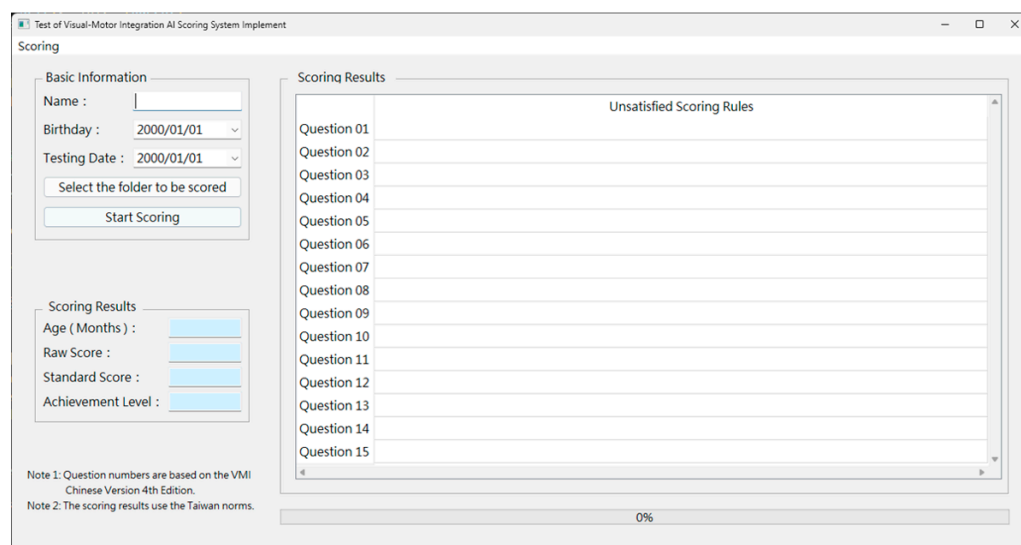 Test of Visual-Motor Integration AI Scoring System Implement
Scoring
Basic Information
Name :
Birthday : 2000/01/01
Testing Date : 2000/01/01
Select the folder to be scored
Start Scoring
Scoring Results
Age ( Months ) :
Raw Score :
Standard Score :
Achievement Level :
Note 1: Question numbers are based on the VMI
Chinese Version 4th Edition.
Note 2: The scoring results use the Taiwan norms.
Scoring Results
Unsatisfied Scoring Rules
Question 01
Question 02
Question 03
Question 04
Question 05
Question 06
Question 07
Question 08
Question 09
Question 10
Question 11
Question 12
Question 13
Question 14
Question 15
0%